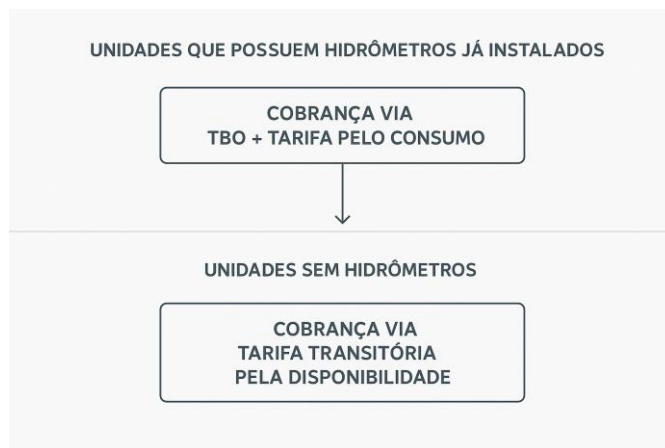 UNIDADES QUE POSSUEM HIDRÔMETROS JÁ INSTALADOS
COBRANÇA VIA
TBO + TARIFA PELO CONSUMO
UNIDADES SEM HIDRÔMETROS
COBRANÇA VIA
TARIFA TRANSITÓRIA
PELA DISPONIBILIDADE